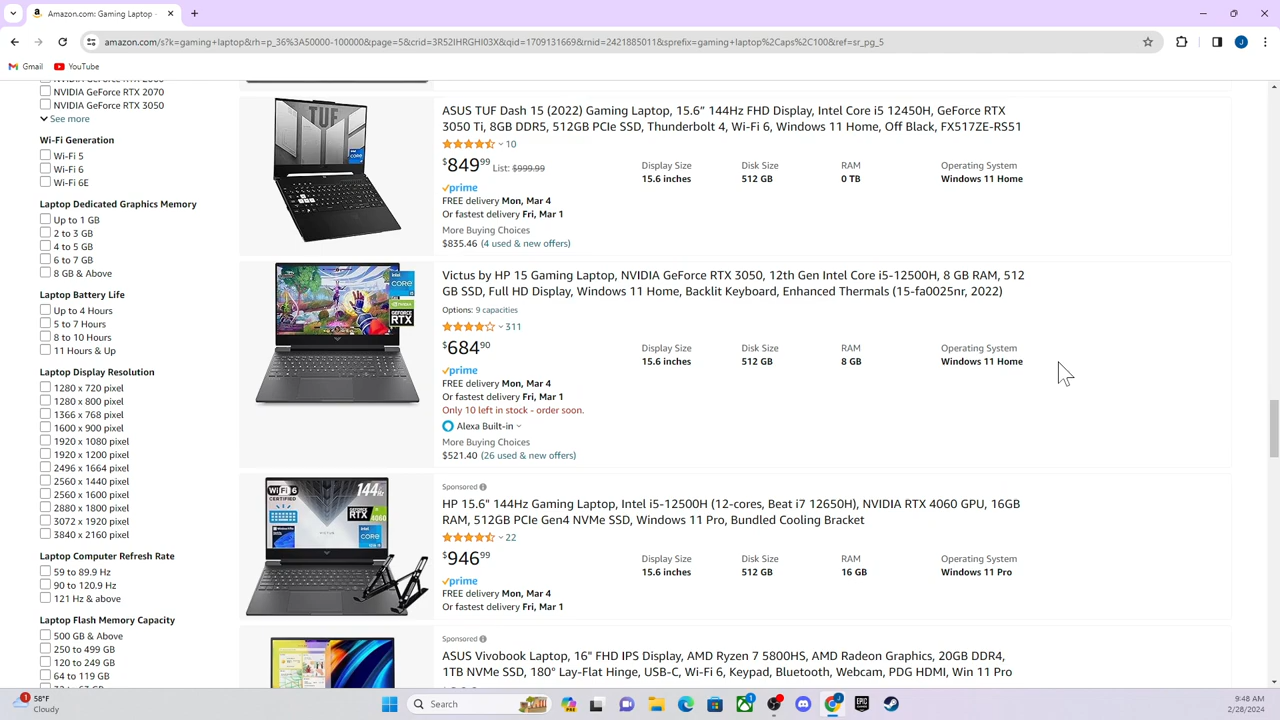 Amazon.com: Gaming Laptop -
amazon.com/s?k=gaming+laptop&rh=p_36%3A50000-100000&page=5&crid=3R52IHRGHI03X&qid=1709131669&rnid=2421885011&sprefix=gaming+laptop%2Caps%2C100&ref=sr_pg_5
J
Gmail
YouTube
NVIDIA GeForce RTX 2070
NVIDIA GeForce RTX 3050
See more
Wi-Fi Generation
Wi-Fi 5
Wi-Fi 6
Wi-Fi 6E
Laptop Dedicated Graphics Memory
Up to 1 GB
2 to 3 GB
4 to 5 GB
6 to 7 GB
8 GB & Above
Laptop Battery Life
Up to 4 Hours
5 to 7 Hours
8 to 10 Hours
11 Hours & Up
Laptop Display Resolution
1280 x 720 pixel
1280 x 800 pixel
1366 x 768 pixel
1600 x 900 pixel
1920 x 1080 pixel
1920 x 1200 pixel
2496 x 1664 pixel
2560 x 1440 pixel
2560 x 1600 pixel
2880 x 1800 pixel
3072 x 1920 pixel
3840 x 2160 pixel
Laptop Computer Refresh Rate
59 to 89.9 Hz
90 to 120.9 Hz
121 Hz & above
Laptop Flash Memory Capacity
500 GB & Above
250 to 499 GB
120 to 249 GB
64 to 119 GB
TUF
ASUS TUF Dash 15 (2022) Gaming Laptop, 15.6” 144Hz FHD Display, Intel Core i5 12450H, GeForce RTX
3050 Ti, 8GB DDR5, 512GB PCIe SSD, Thunderbolt 4, Wi-Fi 6, Windows 11 Home, Off Black, FX517ZE-RS51
10
$849.99 List: $999.99
prime
FREE delivery Mon, Mar 4
Or fastest delivery Fri, Mar 1
More Buying Choices
$835.46 (4 used & new offers)
Display Size Disk Size RAM Operating System
15.6 inches 512 GB 0 TB Windows 11 Home
CORE
GEFORCE
RTX
Victus by HP 15 Gaming Laptop, NVIDIA GeForce RTX 3050, 12th Gen Intel Core i5-12500H, 8 GB RAM, 512
GB SSD, Full HD Display, Windows 11 Home, Backlit Keyboard, Enhanced Thermals (15-fa0025nr, 2022)
Options: 9 capacities
311
$684.90
prime
FREE delivery Mon, Mar 4
Or fastest delivery Fri, Mar 1
Only 10 left in stock - order soon.
Alexa Built-in
More Buying Choices
$521.40 (26 used & new offers)
Display Size Disk Size RAM Operating System
15.6 inches 512 GB 8 GB Windows 11 Home
WiFi 6
CERTIFIED
144Hz
RTX
CORE
Sponsored
HP 15.6" 144Hz Gaming Laptop, Intel i5-12500H(12-cores, Beat i7 12650H), NVIDIA RTX 4060 GPU, 16GB
RAM, 512GB PCIe Gen4 NVMe SSD, Windows 11 Pro, Bundled Cooling Bracket
22
$946.99
prime
FREE delivery Mon, Mar 4
Or fastest delivery Fri, Mar 1
Display Size Disk Size RAM Operating System
15.6 inches 512 GB 16 GB Windows 11 Pro
Sponsored
ASUS Vivobook Laptop, 16" FHD IPS Display, AMD Ryzen 7 5800HS, AMD Radeon Graphics, 20GB DDR4,
1TB NVMe SSD, 180° Lay-Flat Hinge, USB-C, Wi-Fi 6, Keypad, Bluetooth, Webcam, PDG HDMI, Win 11 Pro
1
58°F
Cloudy
Search
1
EPIC
9:48 AM
2/28/2024